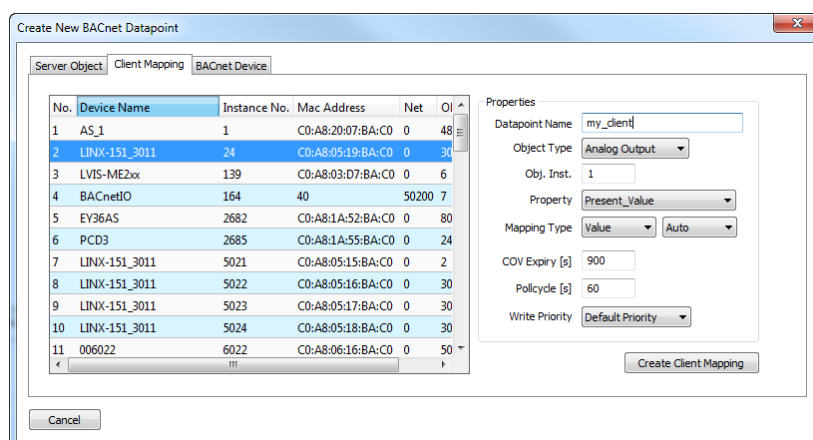 Create New BACnet Datapoint
Server Object Client Mapping BACnet Device
No. Device Name Instance No. Mac Address Net
1 AS_1 1 C0:A8:20:07:BA:C0 0 48
2 LINX-151_3011 24 C0:A8:05:19:BA:C0 0 30
3 LVIS-ME2xx 139 C0:A8:03:D7:BA:C0 0 6
4 BACnetIO 164 40 50200 7
5 EY36AS 2682 C0:A8:1A:52:BA:C0 0 80
6 PCD3 2685 C0:A8:1A:55:BA:C0 0 24
7 LINX-151_3011 5021 C0:A8:05:15:BA:C0 0 2
8 LINX-151_3011 5022 C0:A8:05:16:BA:C0 0 30
9 LINX-151_3011 5023 C0:A8:05:17:BA:C0 0 30
10 LINX-151_3011 5024 C0:A8:05:18:BA:C0 0 30
11 006022 6022 C0:A8:06:16:BA:C0 0 50
Properties
Datapoint Name my_client
Object Type Analog Output
Obj. Inst. 1
Property Present_Value
Mapping Type Value Auto
COV Expiry [s] 900
Pollcycle [s] 60
Write Priority Default Priority
Create Client Mapping
Cancel